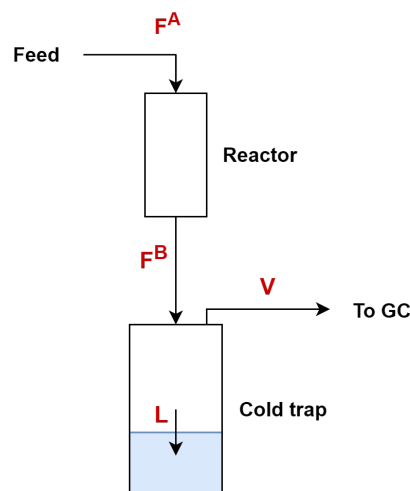 F^A
Feed
Reactor
F^B
V
To GC
L
Cold trap